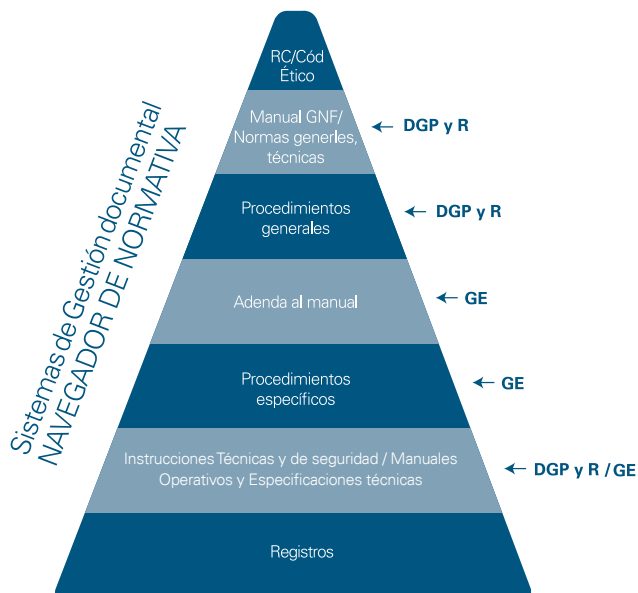 Sistemas de Gestión documental
NAVEGADOR DE NORMATIVA
RC/Cód
Ético
Manual GNF/
Normas generles,
técnicas
← DGP y R
Procedimientos
generales
← DGP y R
Adenda al manual
← GE
Procedimientos
específicos
← GE
Instrucciones Técnicas y de seguridad / Manuales
Operativos y Especificaciones técnicas
← DGP y R / GE
Registros